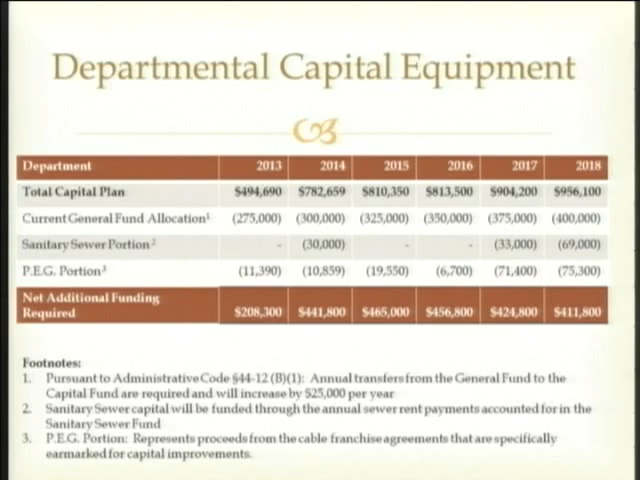 Departmental Capital Equipment
Department 2013 2014 2015 2016 2017 2018
Total Capital Plan $494,690 $782,659 $810,350 $813,500 $904,200 $956,100
Current General Fund Allocation1 (275,000) (300,000) (325,000) (350,000) (375,000) (400,000)
Sanitary Sewer Portion2 - (30,000) - - (33,000) (69,000)
P.E.G. Portion3 (11,390) (10,859) (19,550) (6,700) (71,400) (75,300)
Net Additional Funding
Required $208,300 $441,800 $465,000 $456,800 $424,800 $411,800
Footnotes:
1. Pursuant to Administrative Code §44-12 (B)(1): Annual transfers from the General Fund to the
Capital Fund are required and will increase by $25,000 per year
2. Sanitary Sewer capital will be funded through the annual sewer rent payments accounted for in the
Sanitary Sewer Fund
3. P.E.G. Portion: Represents proceeds from the cable franchise agreements that are specifically
earmarked for capital improvements.